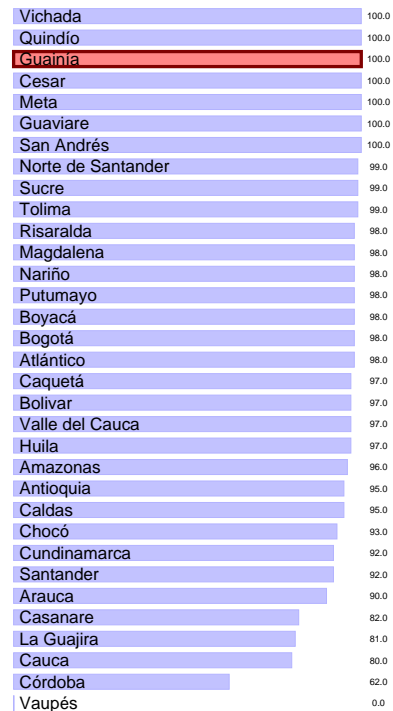 Vichada 100.0
Quindío 100.0
Guainía 100.0
Cesar 100.0
Meta 100.0
Guaviare 100.0
San Andrés 100.0
Norte de Santander 99.0
Sucre 99.0
Tolima 99.0
Risaralda 98.0
Magdalena 98.0
Nariño 98.0
Putumayo 98.0
Boyacá 98.0
Bogotá 98.0
Atlántico 98.0
Caquetá 97.0
Bolivar 97.0
Valle del Cauca 97.0
Huila 97.0
Amazonas 96.0
Antioquia 95.0
Caldas 95.0
Chocó 93.0
Cundinamarca 92.0
Santander 92.0
Arauca 90.0
Casanare 82.0
La Guajira 81.0
Cauca 80.0
Córdoba 62.0
Vaupés 0.0